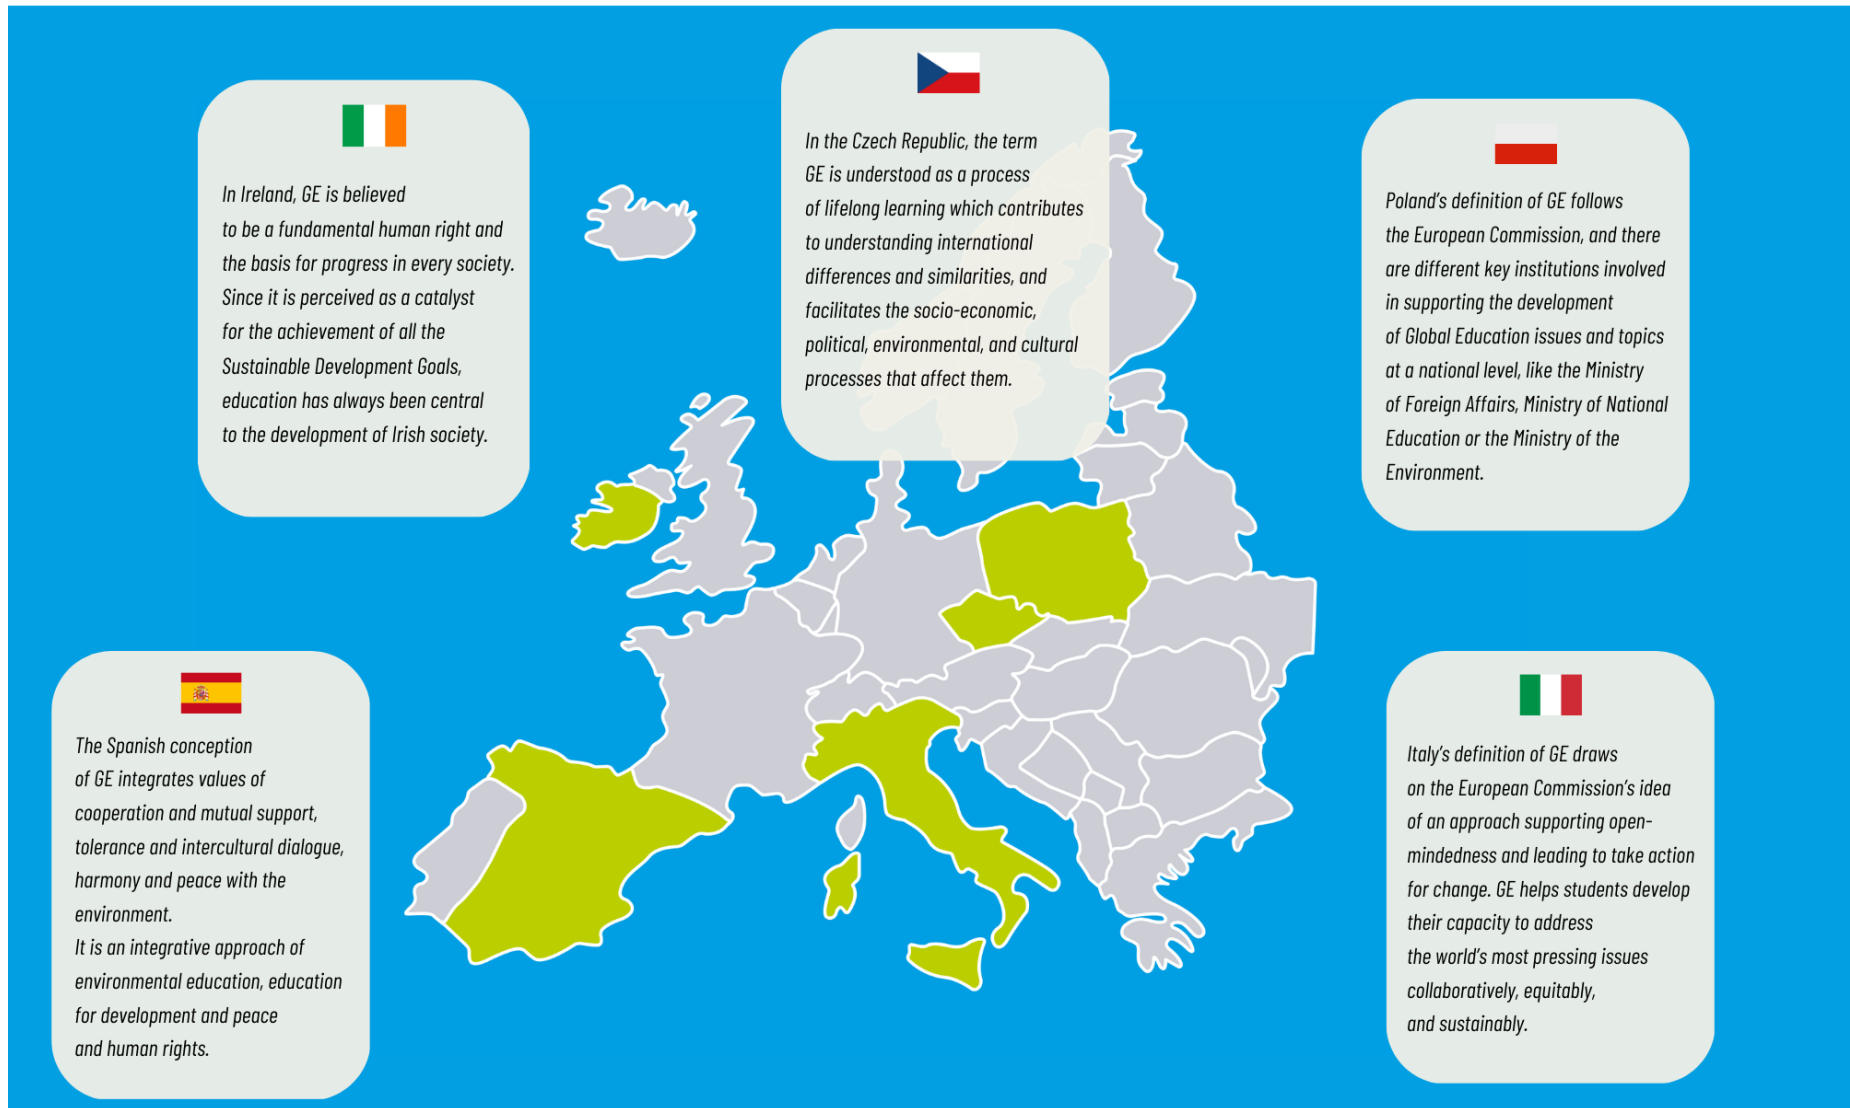 In Ireland, GE is believed
to be a fundamental human right and
the basis for progress in every society.
Since it is perceived as a catalyst
for the achievement of all the
Sustainable Development Goals,
education has always been central
to the development of Irish society.
In the Czech Republic, the term
GE is understood as a process
of lifelong learning which contributes
to understanding international
differences and similarities, and
facilitates the socio-economic,
political, environmental, and cultural
processes that affect them.
Poland's definition of GE follows
the European Commission, and there
are different key institutions involved
in supporting the development
of Global Education issues and topics
at a national level, like the Ministry
of Foreign Affairs, Ministry of National
Education or the Ministry of the
Environment.
The Spanish conception
of GE integrates values of
cooperation and mutual support,
tolerance and intercultural dialogue,
harmony and peace with the
environment.
It is an integrative approach of
environmental education, education
for development and peace
and human rights.
Italy's definition of GE draws
on the European Commission's idea
of an approach supporting open-
mindedness and leading to take action
for change. GE helps students develop
their capacity to address
the world's most pressing issues
collaboratively, equitably,
and sustainably.